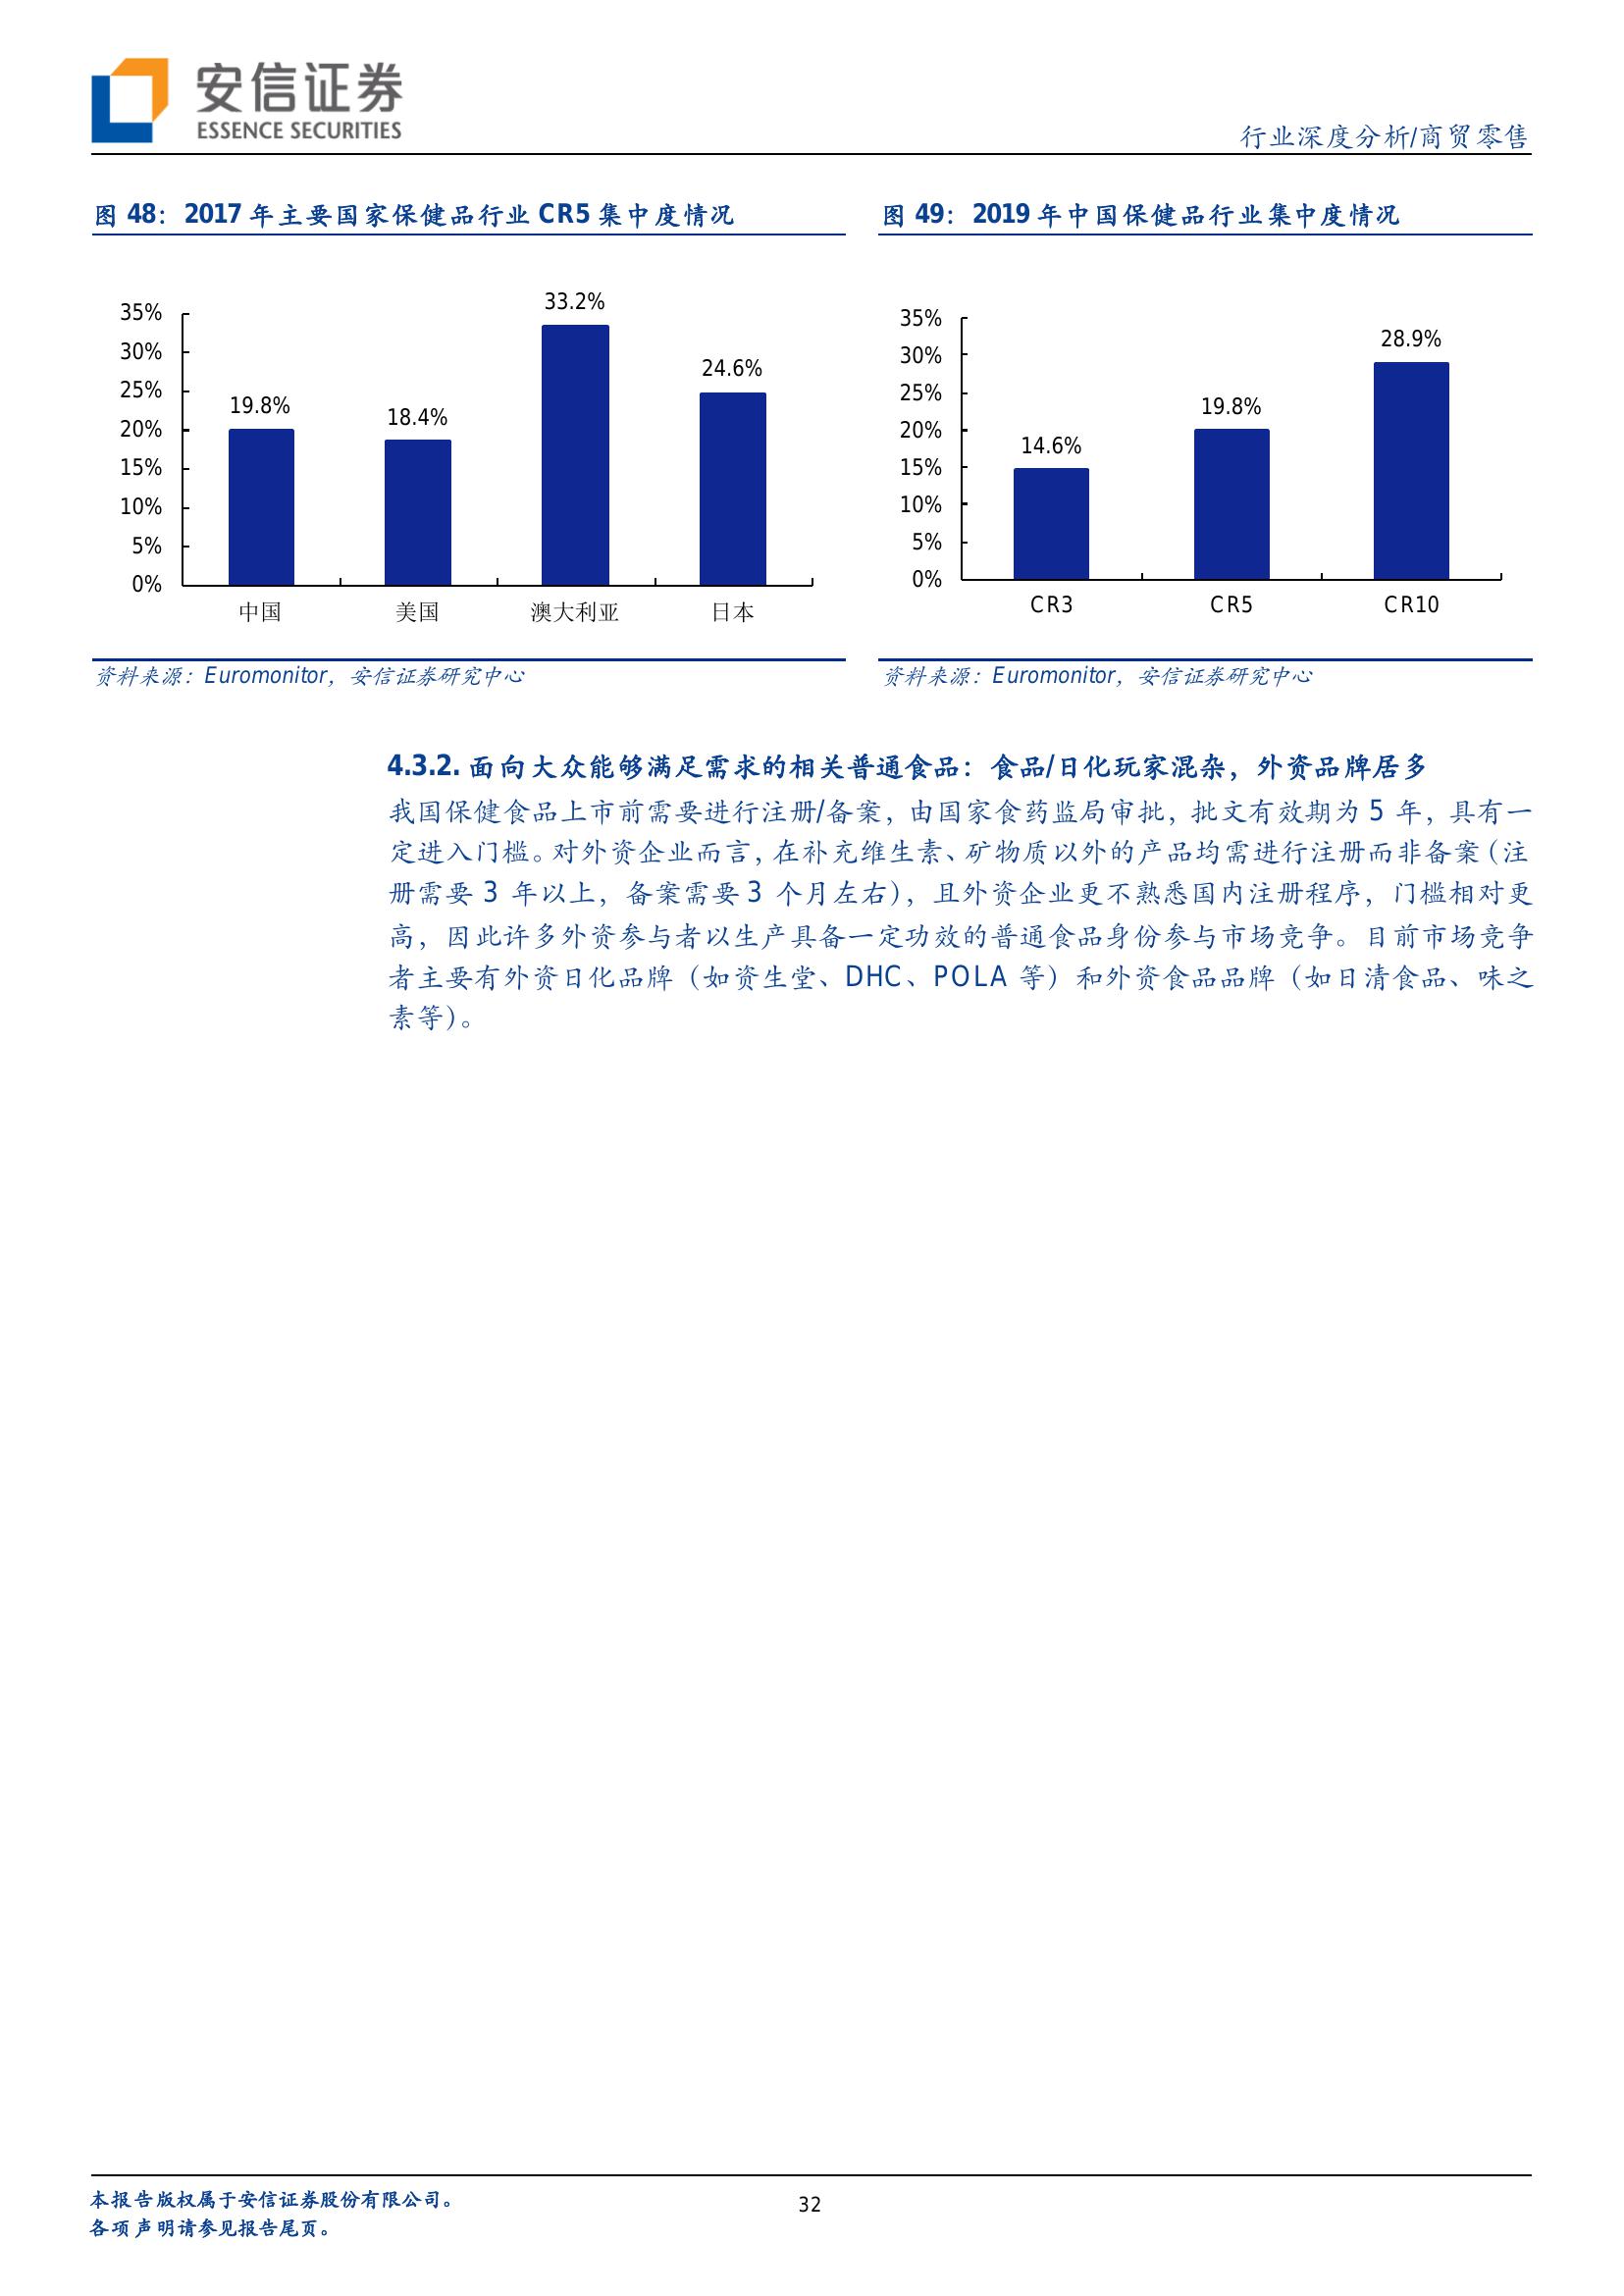 安信证券
ESSENCE SECURITIES
行业深度分析/商贸零售
图 48：2017 年主要国家保健品行业 CR5 集中度情况
35%
30%
25%
20%
15%
10%
5%
0%
19.8%
18.4%
33.2%
24.6%
中国
美国
澳大利亚
日本
资料来源：Euromonitor，安信证券研究中心
图 49：2019 年中国保健品行业集中度情况
35%
30%
25%
20%
15%
10%
5%
0%
14.6%
19.8%
28.9%
CR3
CR5
CR10
资料来源：Euromonitor，安信证券研究中心
4.3.2. 面向大众能够满足需求的相关普通食品：食品/日化玩家混杂，外资品牌居多
我国保健食品上市前需要进行注册/备案，由国家食药监局审批，批文有效期为 5 年，具有一
定进入门槛。对外资企业而言，在补充维生素、矿物质以外的产品均需进行注册而非备案（注
册需要 3 年以上，备案需要 3 个月左右），且外资企业更不熟悉国内注册程序，门槛相对更
高，因此许多外资参与者以生产具备一定功效的普通食品身份参与市场竞争。目前市场竞争
者主要有外资日化品牌（如资生堂、DHC、POLA 等）和外资食品品牌（如日清食品、味之
素等）。
本报告版权属于安信证券股份有限公司。
各项声明请参见报告尾页。
32